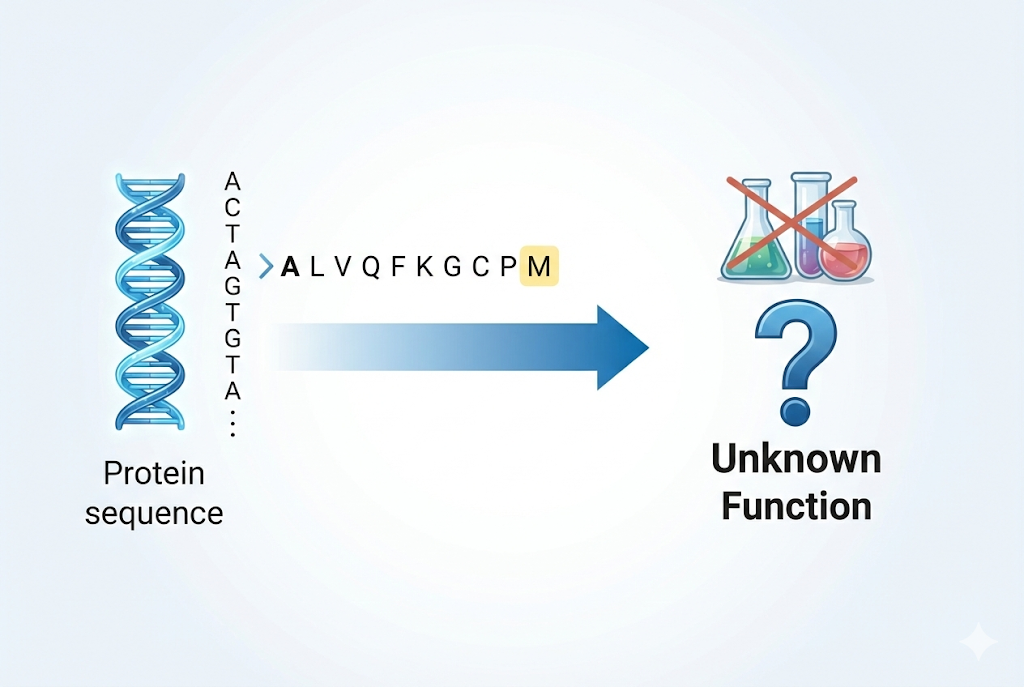 A
C
T
A
G
T
G
T
A
⋮
> A L V Q F K G C P M
Protein
sequence
?
Unknown
Function